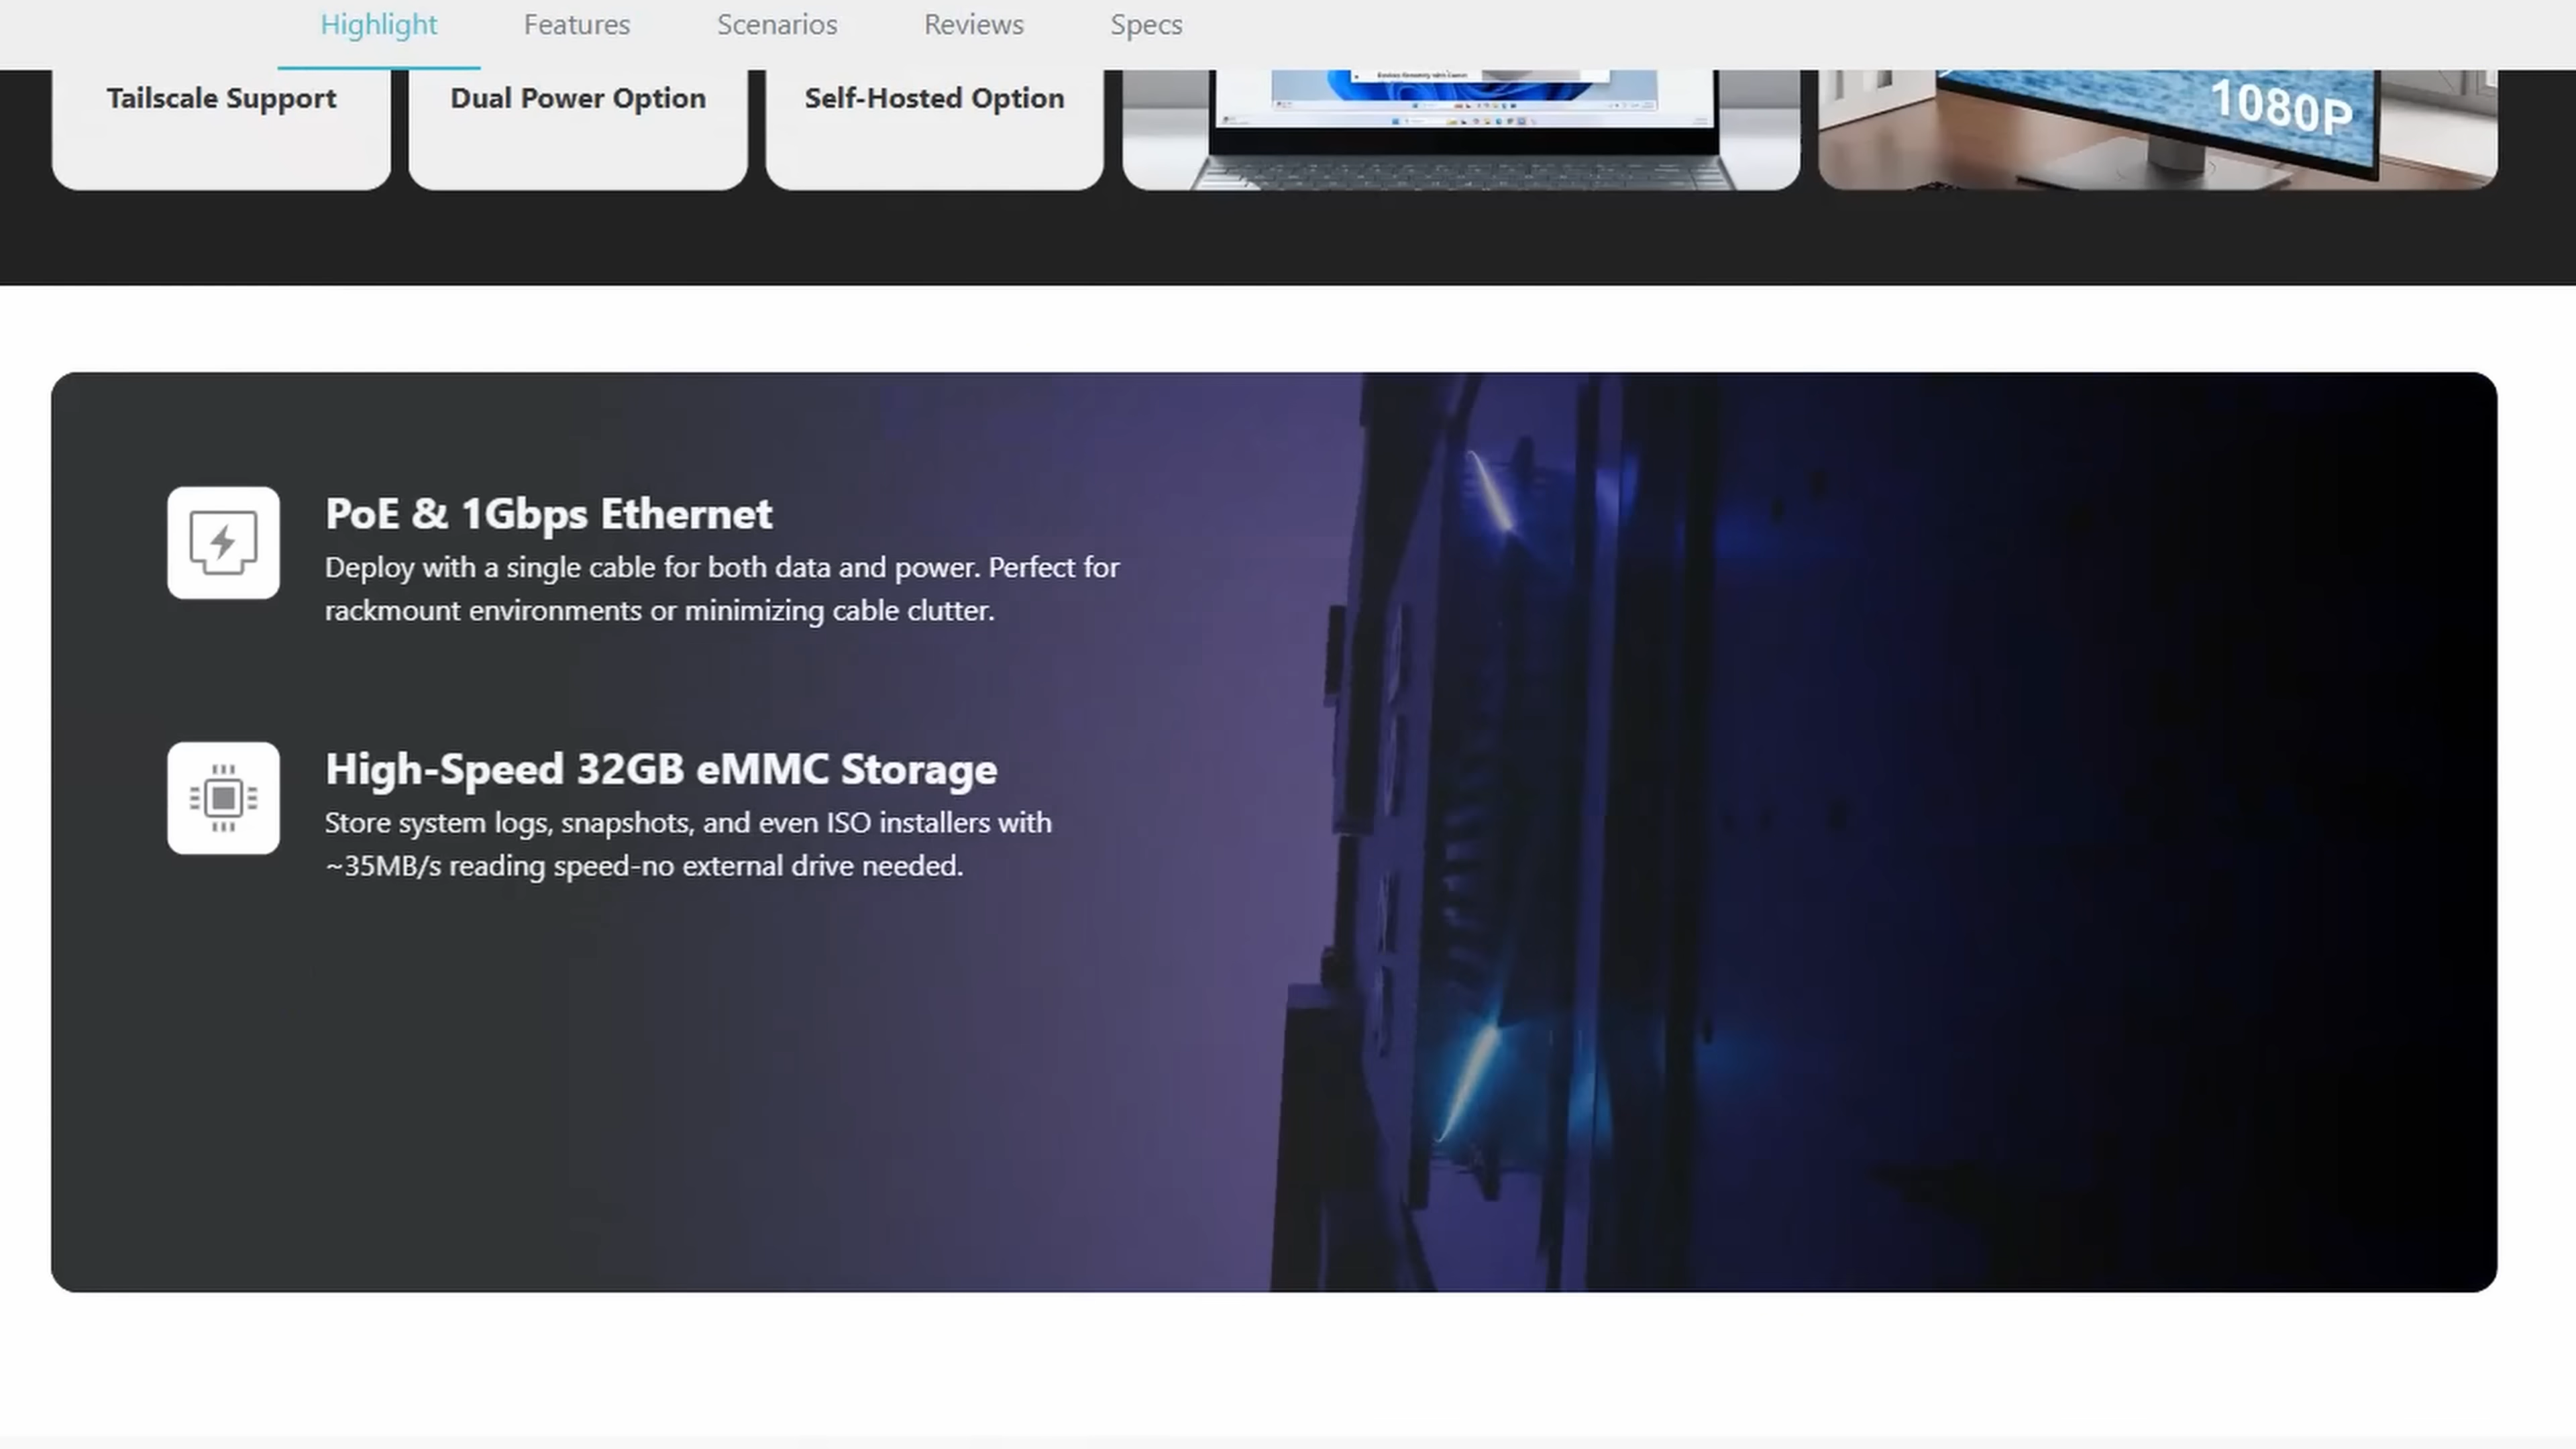 Highlight Features Scenarios Reviews Specs
Tailscale Support
Dual Power Option
Self-Hosted Option
1080P
PoE & 1Gbps Ethernet
Deploy with a single cable for both data and power. Perfect for
rackmount environments or minimizing cable clutter.
High-Speed 32GB eMMC Storage
Store system logs, snapshots, and even ISO installers with
~35MB/s reading speed-no external drive needed.